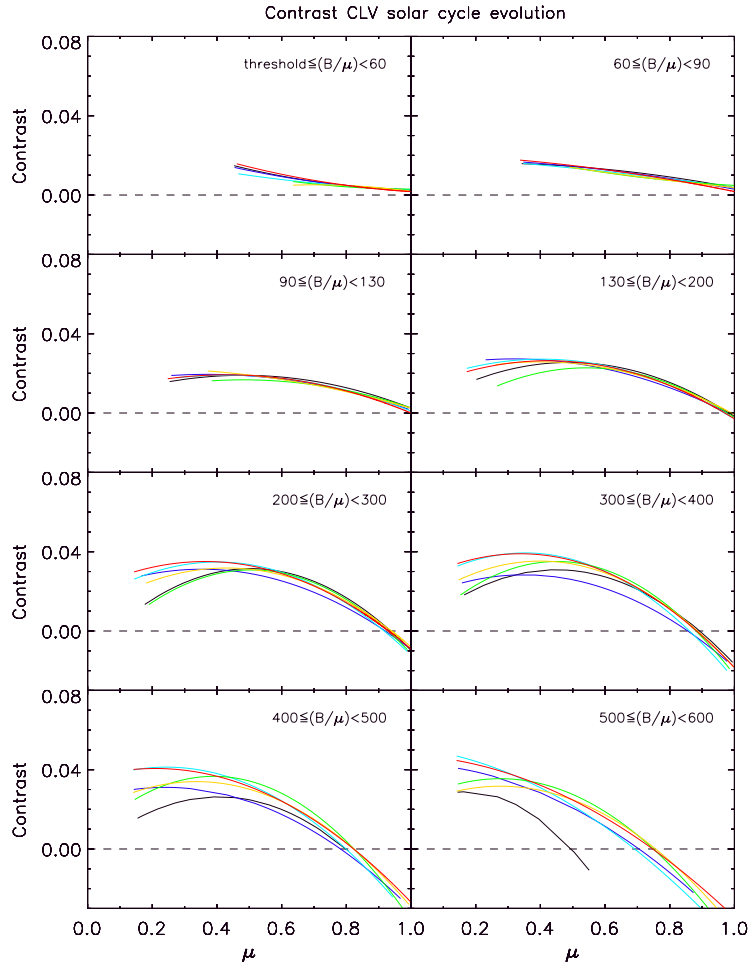 Contrast CLV solar cycle evolution
threshold≦(B/μ)<60
60≦(B/μ)<90
0.08
0.04
0.00
Contrast
90≦(B/μ)<130
130≦(B/μ)<200
0.08
0.04
0.00
Contrast
200≦(B/μ)<300
300≦(B/μ)<400
0.08
0.04
0.00
Contrast
400≦(B/μ)<500
500≦(B/μ)<600
0.08
0.04
0.00
Contrast
0.0 0.2 0.4 0.6 0.8 1.0 0.2 0.4 0.6 0.8 1.0
μ μ